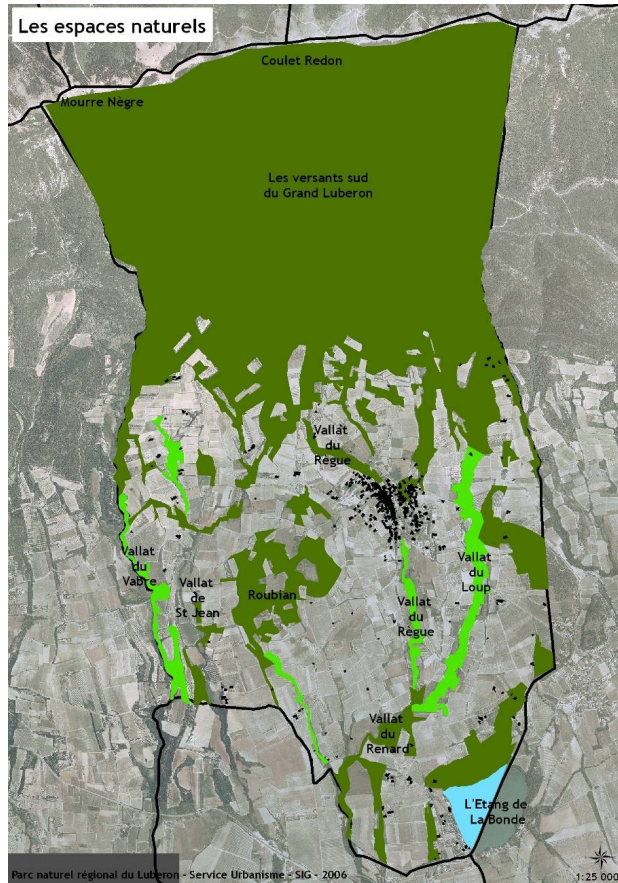 Les espaces naturels
Coulet Redon
Mourre Nègre
Les versants sud
du Grand Luberon
Vallat
du
Règue
Vallat
du
Vabre
Vallat
de
St Jean
Roubian
Vallat
du
Règue
Vallat
du
Loup
Vallat
du
Renard
L'Etang de
La Bonde
Parc naturel régional du Luberon - Service Urbanisme - SIG - 2006
1:25 000